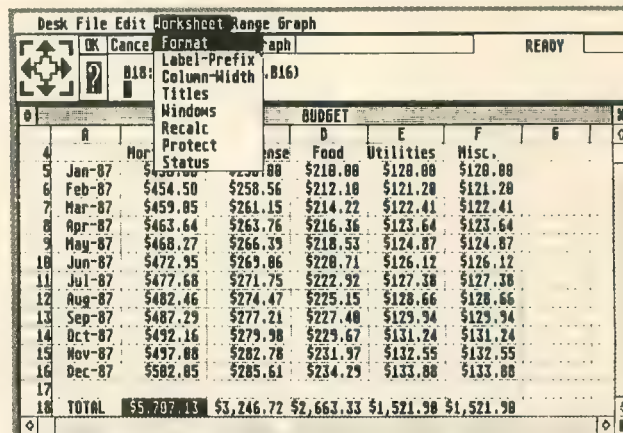 Desk File Edit Worksheet Range Graph
OK Cance Format raph READY
Label-Prefix
B18: .B16)
Column-Width
Titles
Windows
Recalc
Protect
Status
BUDGET
A D E F G
4 Mor nse Food Utilities Misc.
5 Jan-87 $210.00 $120.00 $120.00
6 Feb-87 $454.50 $258.56 $212.10 $121.20 $121.20
7 Mar-87 $459.05 $261.15 $214.22 $122.41 $122.41
8 Apr-87 $463.64 $263.76 $216.36 $123.64 $123.64
9 May-87 $468.27 $266.39 $218.53 $124.87 $124.87
10 Jun-87 $472.95 $269.06 $220.71 $126.12 $126.12
11 Jul-87 $477.68 $271.75 $222.92 $127.38 $127.38
12 Aug-87 $482.46 $274.47 $225.15 $128.66 $128.66
13 Sep-87 $487.29 $277.21 $227.40 $129.94 $129.94
14 Oct-87 $492.16 $279.98 $229.67 $131.24 $131.24
15 Nov-87 $497.08 $282.78 $231.97 $132.55 $132.55
16 Dec-87 $502.05 $285.61 $234.29 $133.88 $133.88
17
18 TOTAL $5,707.13 $3,246.72 $2,663.33 $1,521.90 $1,521.90